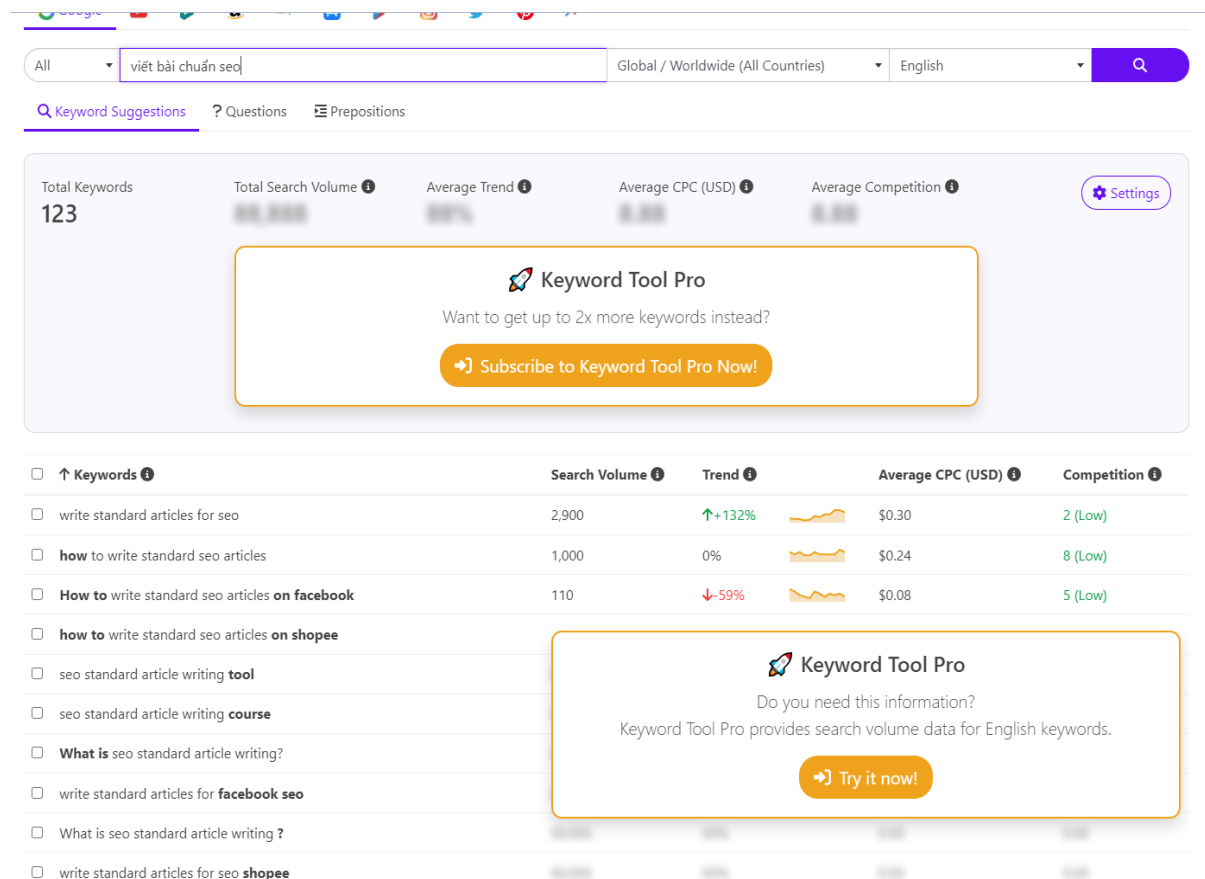 Google
All
viết bài chuẩn seo
Global / Worldwide (All Countries)
English
Keyword Suggestions
? Questions
Prepositions
Total Keywords
Total Search Volume
Average Trend
Average CPC (USD)
Average Competition
Settings
123
Keyword Tool Pro
Want to get up to 2x more keywords instead?
Subscribe to Keyword Tool Pro Now!
↑ Keywords Search Volume Trend Average CPC (USD) Competition
write standard articles for seo 2,900 ↑+132% $0.30 2 (Low)
how to write standard seo articles 1,000 0% $0.24 8 (Low)
How to write standard seo articles on facebook 110 ↓-59% $0.08 5 (Low)
how to write standard seo articles on shopee
seo standard article writing tool
seo standard article writing course
What is seo standard article writing?
write standard articles for facebook seo
What is seo standard article writing ?
write standard articles for seo shopee
Keyword Tool Pro
Do you need this information?
Keyword Tool Pro provides search volume data for English keywords.
Try it now!